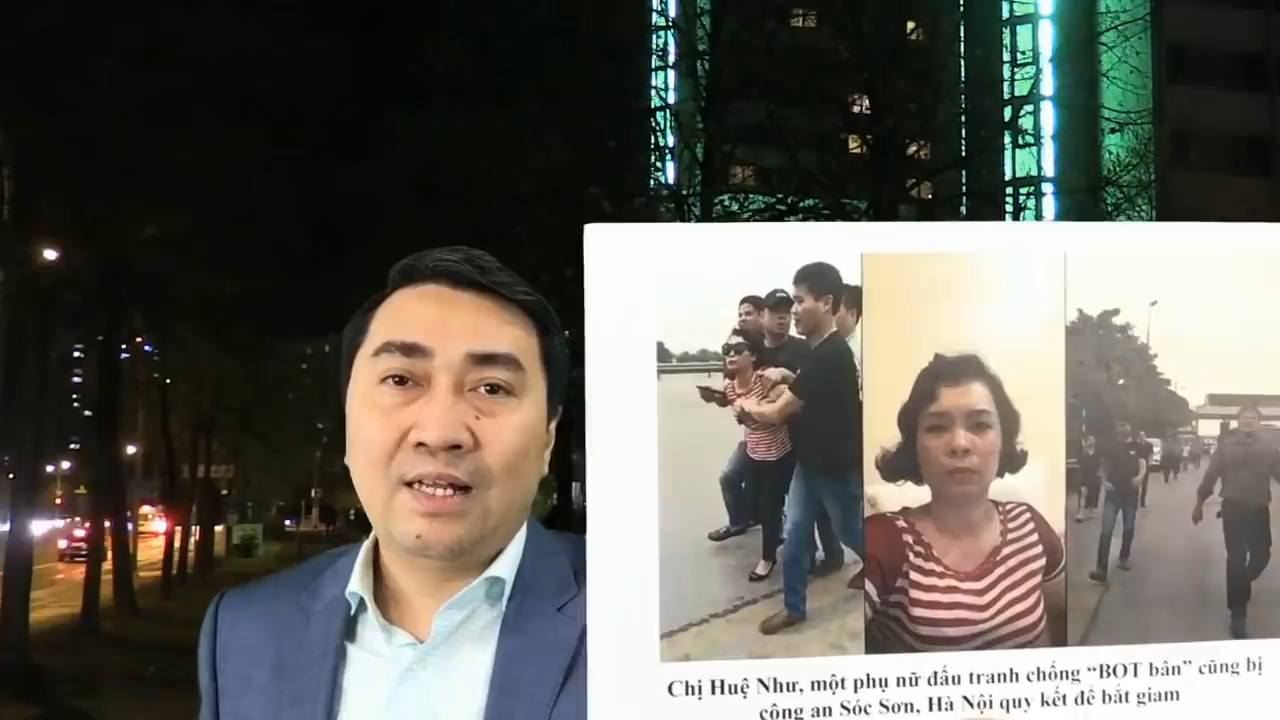 Chị Huệ Như, một phụ nữ đấu tranh chống “BOT bân” cũng bị
công an Sóc Sơn, Hà Nội quy kết để bắt giam